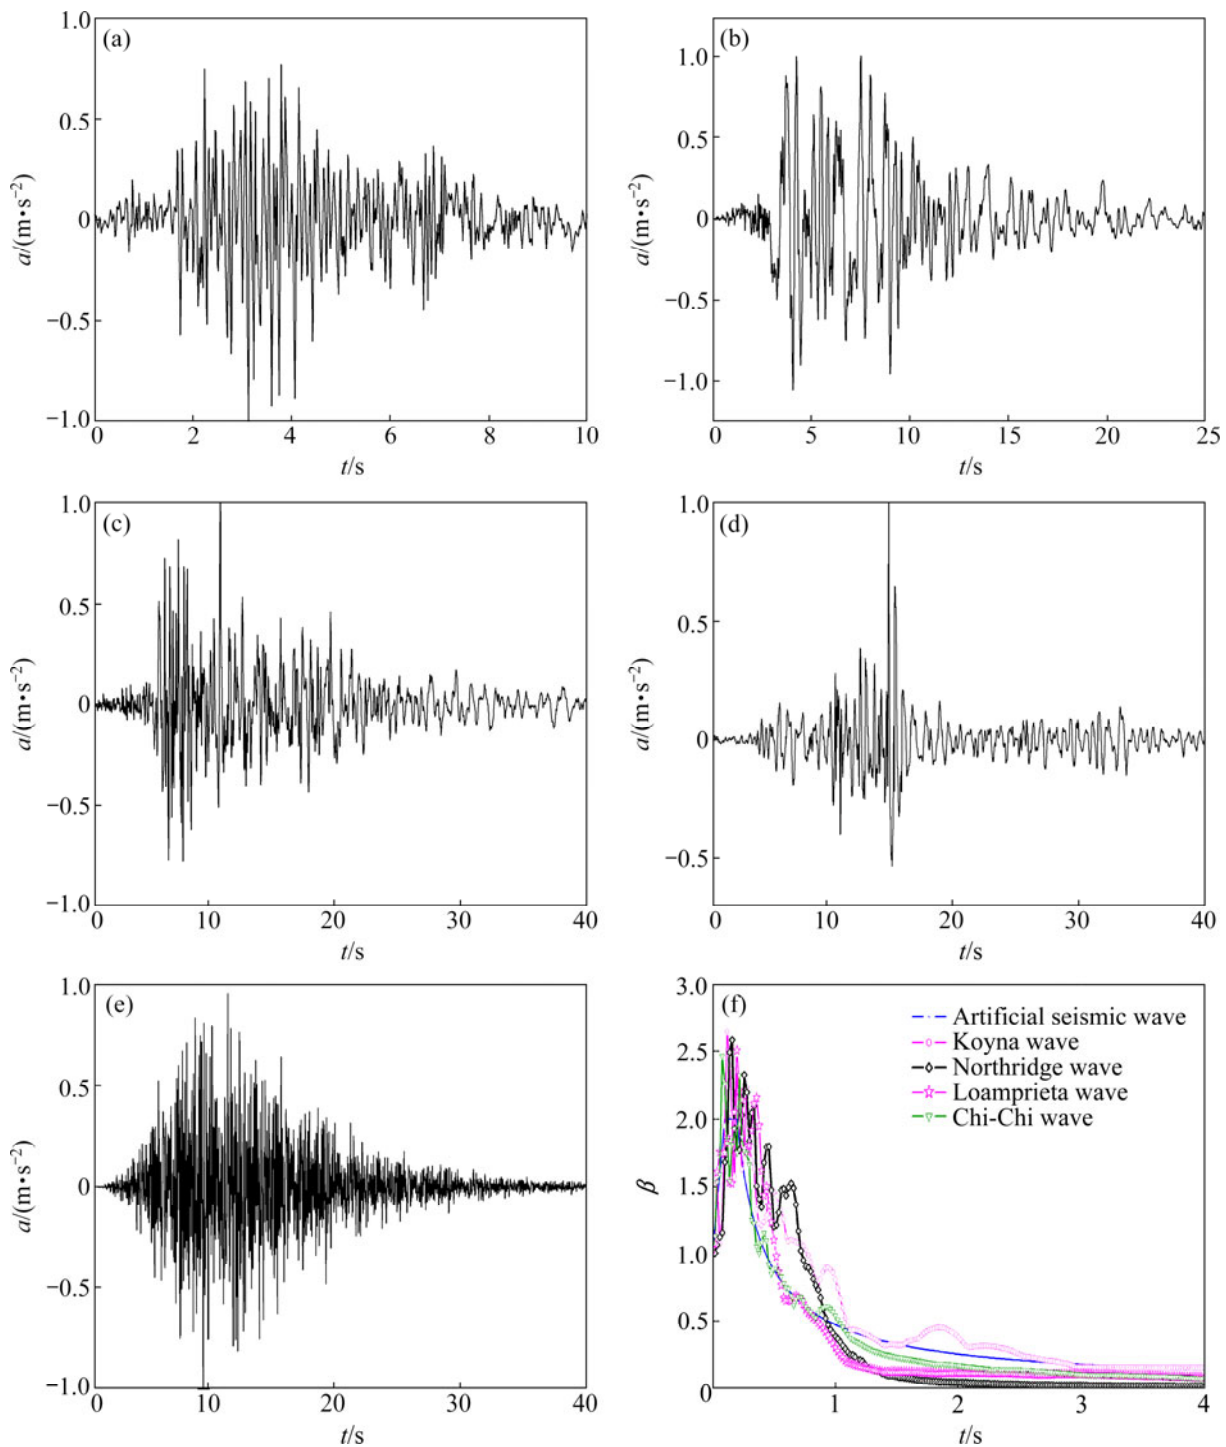 (a)
1.0
0.5
0
−0.5
−1.0
a/(m•s⁻²)
0 2 4 6 8 10
t/s
(b)
1.0
0.5
0
−0.5
−1.0
a/(m•s⁻²)
0 5 10 15 20 25
t/s
(c)
1.0
0.5
0
−0.5
−1.0
a/(m•s⁻²)
0 10 20 30 40
t/s
(d)
1.0
0.5
0
−0.5
a/(m•s⁻²)
0 10 20 30 40
t/s
(e)
1.0
0.5
0
−0.5
−1.0
a/(m•s⁻²)
0 10 20 30 40
t/s
(f)
3.0
2.5
2.0
1.5
1.0
0.5
0
β
Artificial seismic wave
Koyna wave
Northridge wave
Loamprieta wave
Chi-Chi wave
1 2 3 4
t/s